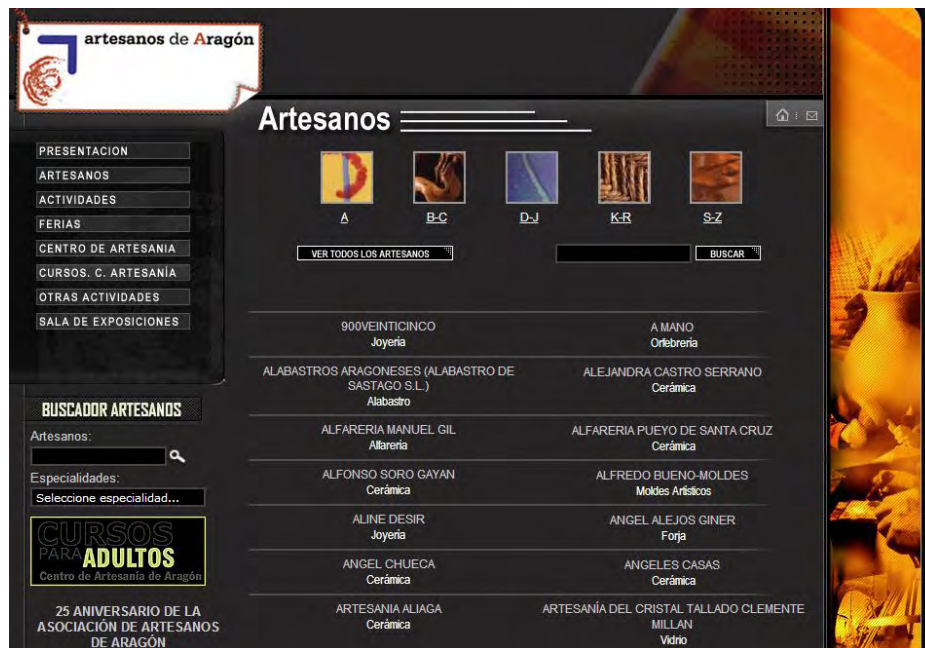 artesanos de Aragón
Artesanos
PRESENTACION
ARTESANOS
ACTIVIDADES
FERIAS
CENTRO DE ARTESANIA
CURSOS. C. ARTESANÍA
OTRAS ACTIVIDADES
SALA DE EXPOSICIONES
BUSCADOR ARTESANOS
Artesanos:
Especialidades:
Seleccione especialidad...
CURSOS
PARA ADULTOS
Centro de Artesanía de Aragón
25 ANIVERSARIO DE LA
ASOCIACIÓN DE ARTESANOS
DE ARAGÓN
A B-C D-J K-R S-Z
VER TODOS LOS ARTESANOS BUSCAR
900VEINTICINCO
Joyeria
A MANO
Orfebreria
ALABASTROS ARAGONESES (ALABASTRO DE
SASTAGO S.L.)
Alabastro
ALEJANDRA CASTRO SERRANO
Cerámica
ALFARERIA MANUEL GIL
Alfareria
ALFARERIA PUEYO DE SANTA CRUZ
Cerámica
ALFONSO SORO GAYAN
Cerámica
ALFREDO BUENO-MOLDES
Moldes Artisticos
ALINE DESIR
Joyeria
ANGEL ALEJOS GINER
Forja
ANGEL CHUECA
Cerámica
ANGELES CASAS
Cerámica
ARTESANIA ALIAGA
Cerámica
ARTESANÍA DEL CRISTAL TALLADO CLEMENTE
MILLAN
Vidrio